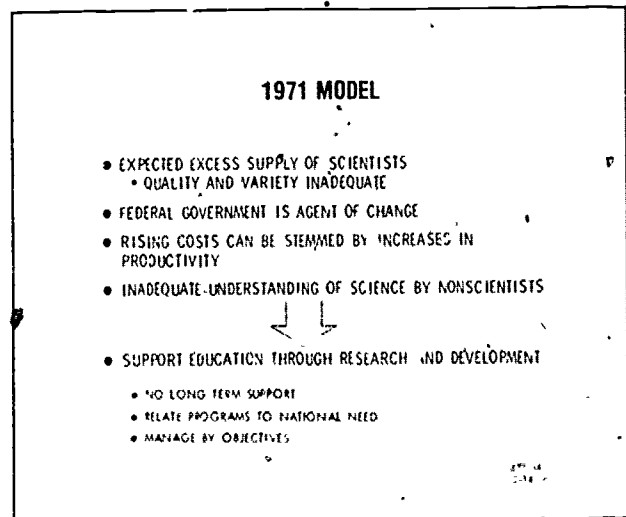 1971 MODEL
• EXPECTED EXCESS SUPPLY OF SCIENTISTS
• QUALITY AND VARIETY INADEQUATE
• FEDERAL GOVERNMENT IS AGENT OF CHANGE
• RISING COSTS CAN BE STEMMED BY INCREASES IN
PRODUCTIVITY
• INADEQUATE UNDERSTANDING OF SCIENCE BY NONSCIENTISTS
• SUPPORT EDUCATION THROUGH RESEARCH AND DEVELOPMENT
• NO LONG TERM SUPPORT
• RELATE PROGRAMS TO NATIONAL NEED
• MANAGE BY OBJECTIVES